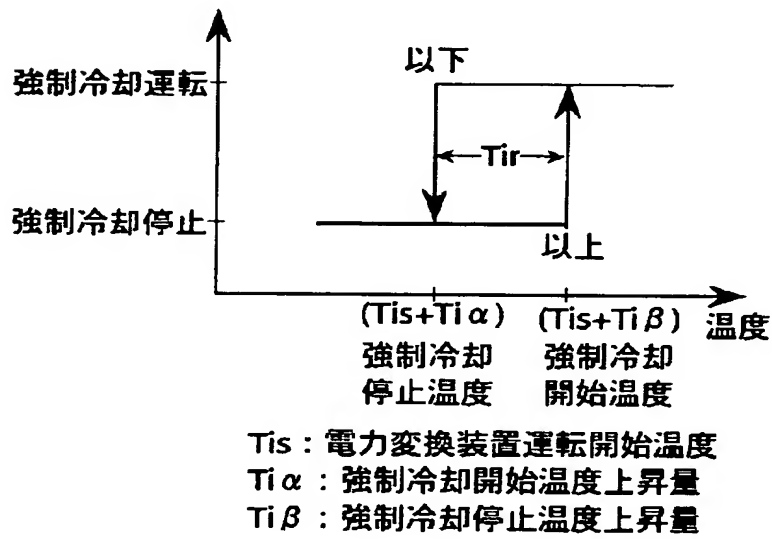 以下
強制冷却運転
Tir
強制冷却停止
以上
(Tis+Tiα) (Tis+Tiβ) 温度
強制冷却 強制冷却
停止温度 開始温度
Tis：電力変換装置運転開始温度
Tiα：強制冷却開始温度上昇量
Tiβ：強制冷却停止温度上昇量